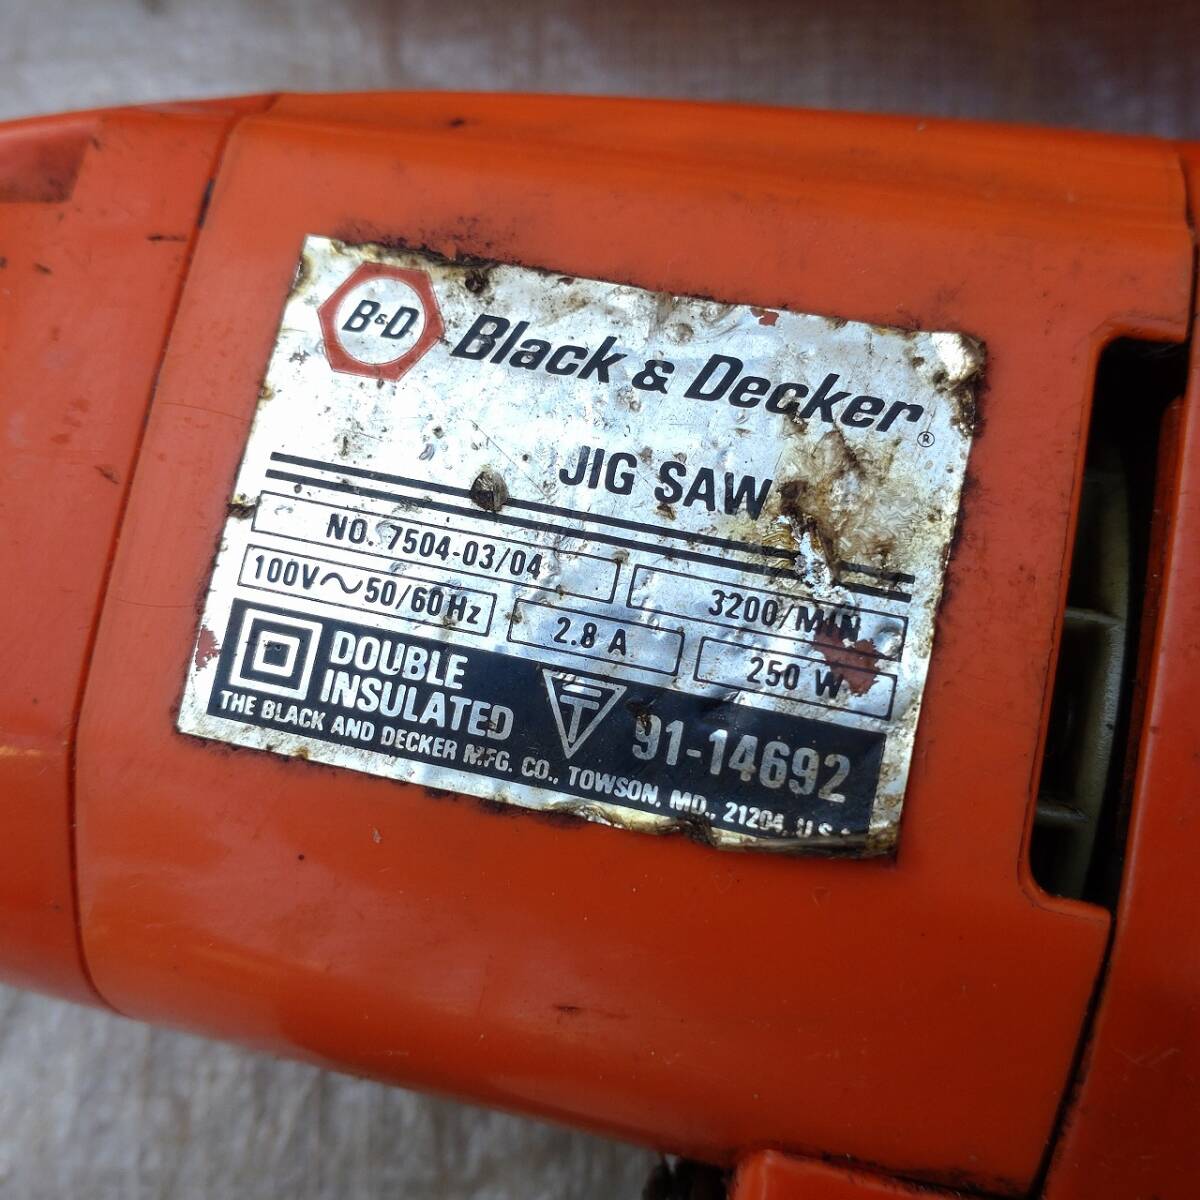 B&D Black & Decker®
JIG SAW
NO. 7504-03/04 3200/MIN
100V~50/60Hz 2.8 A 250 W
DOUBLE
INSULATED
T 91-14692
THE BLACK AND DECKER MFG. CO., TOWSON, MD., 21204, U.S.A.